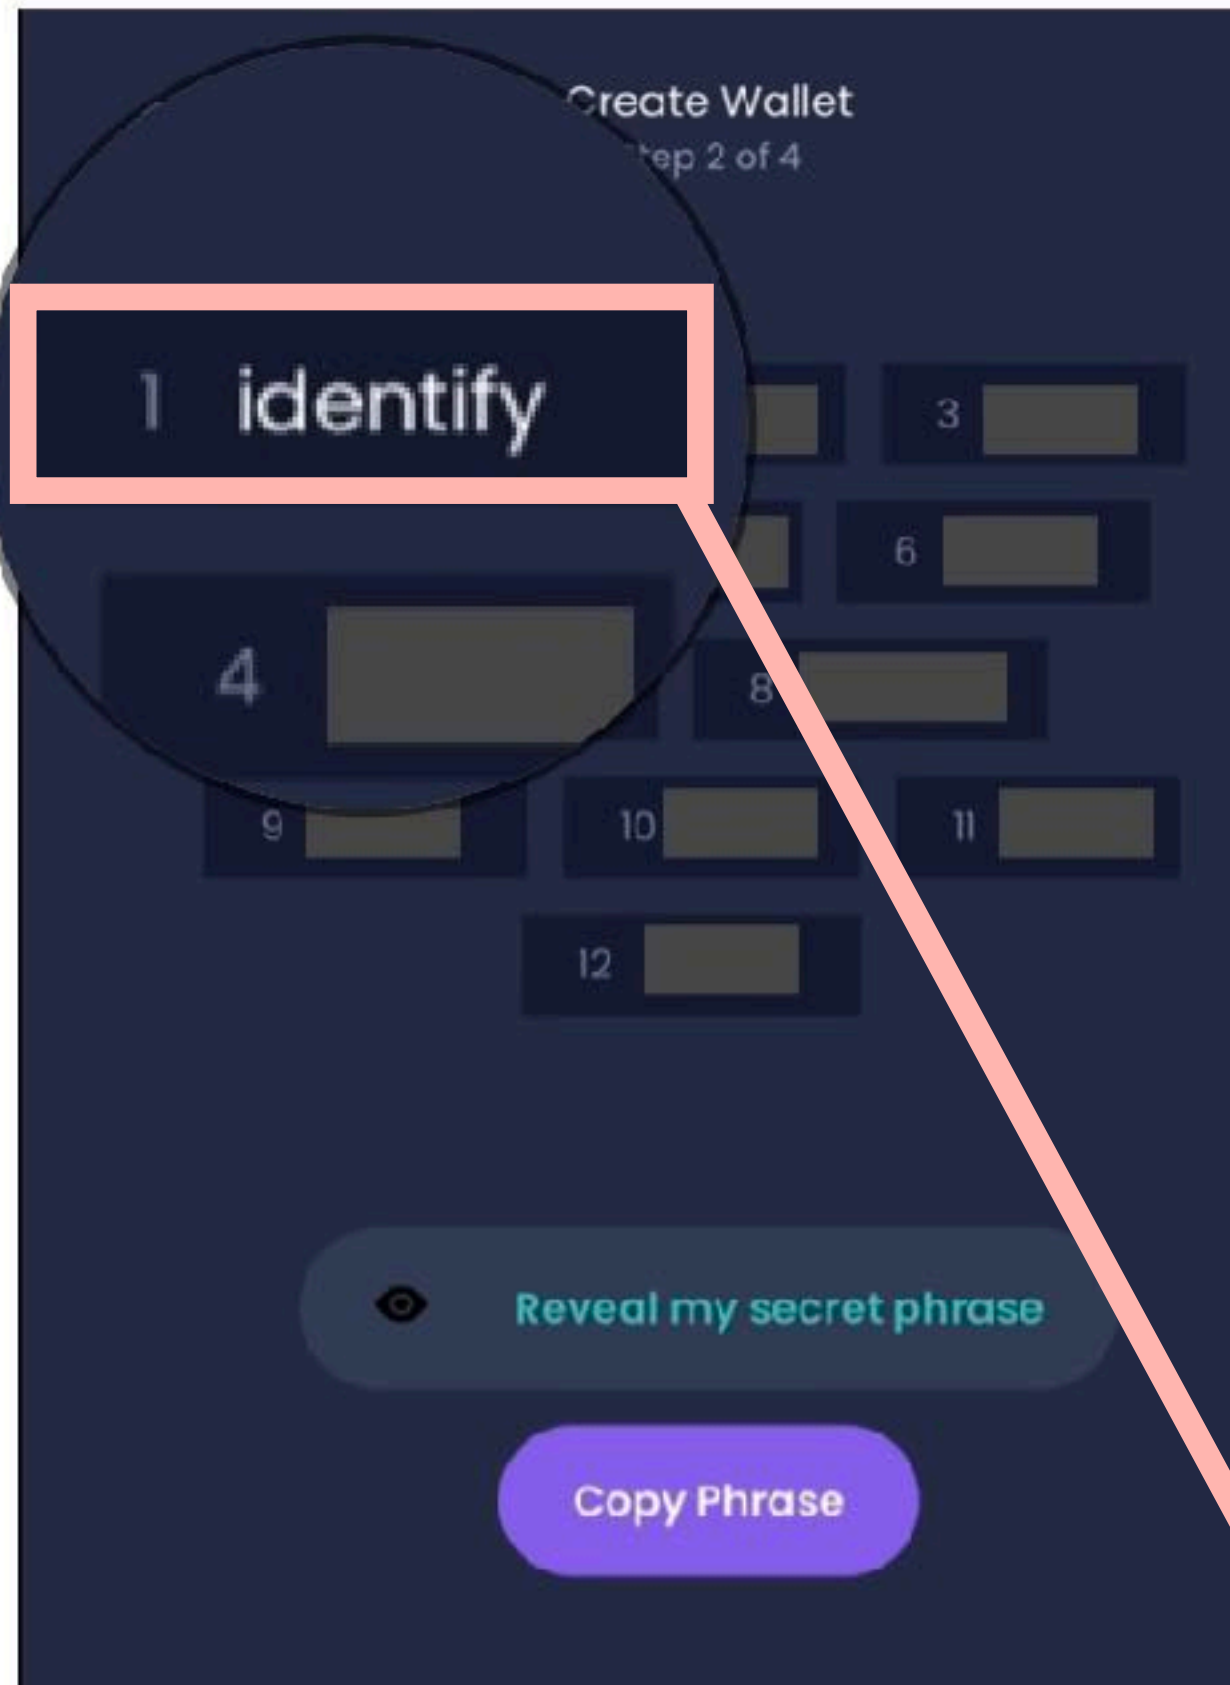 Create Wallet
tep 2 of 4
1 identify
3
6
4
8
9 10 11
12
Reveal my secret phrase
Copy Phrase